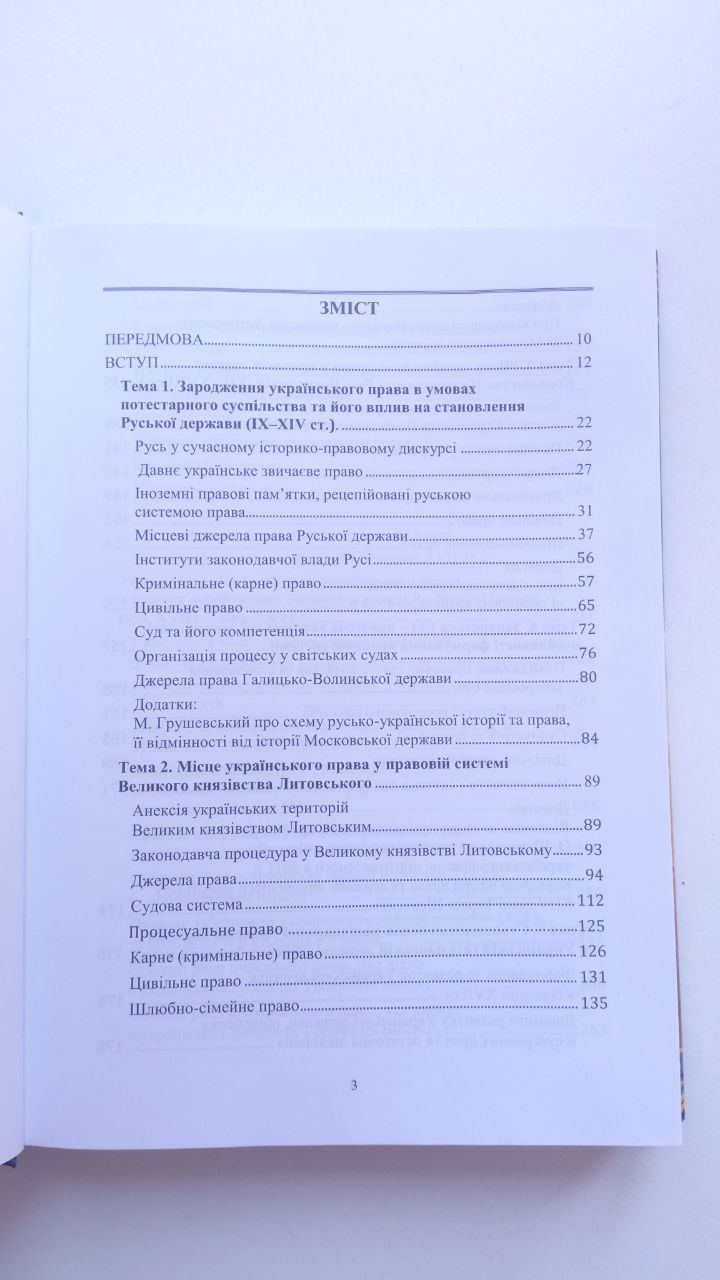 ЗМІСТ
ПЕРЕДМОВА........................................................ 10
ВСТУП........................................................ 12
Тема 1. Зародження українського права в умовах
потестарного суспільства та його вплив на становлення
Руської держави (IX–XIV ст.). ........................................................ 22
Русь у сучасному історико-правовому дискурсі ........................................................ 22
Давнє українське звичаєве право ........................................................27
Іноземні правові пам’ятки, рецепійовані руською
системою права........................................................ 31
Місцеві джерела права Руської держави........................................................ 37
Інститути законодавчої влади Русі........................................................56
Кримінальне (карне) право ........................................................57
Цивільне право ........................................................65
Суд та його компетенція........................................................72
Організація процесу у світських судах ........................................................76
Джерела права Галицько-Волинської держави ........................................................ 80
Додатки:
М. Грушевський про схему русько-української історії та права,
її відмінності від історії Московської держави ........................................................84
Тема 2. Місце українського права у правовій системі
Великого князівства Литовського ........................................................ 89
Анексія українських територій
Великим князівством Литовським........................................................89
Законодавча процедура у Великому князівстві Литовському........93
Джерела права........................................................94
Судова система........................................................112
Процесуальне право ........................................................125
Карне (кримінальне) право ........................................................126
Цивільне право ........................................................131
Шлюбно-сімейне право........................................................135
3